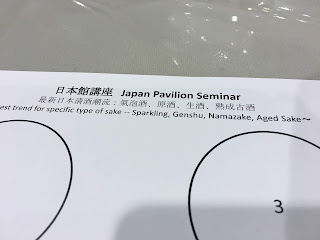 日本館講座 Japan Pavilion Seminar
最新日本清酒潮流：氣泡酒、原酒、生酒、熟成古酒
trend for specific type of sake -- Sparkling, Genshu, Namazake, Aged Sake～
3